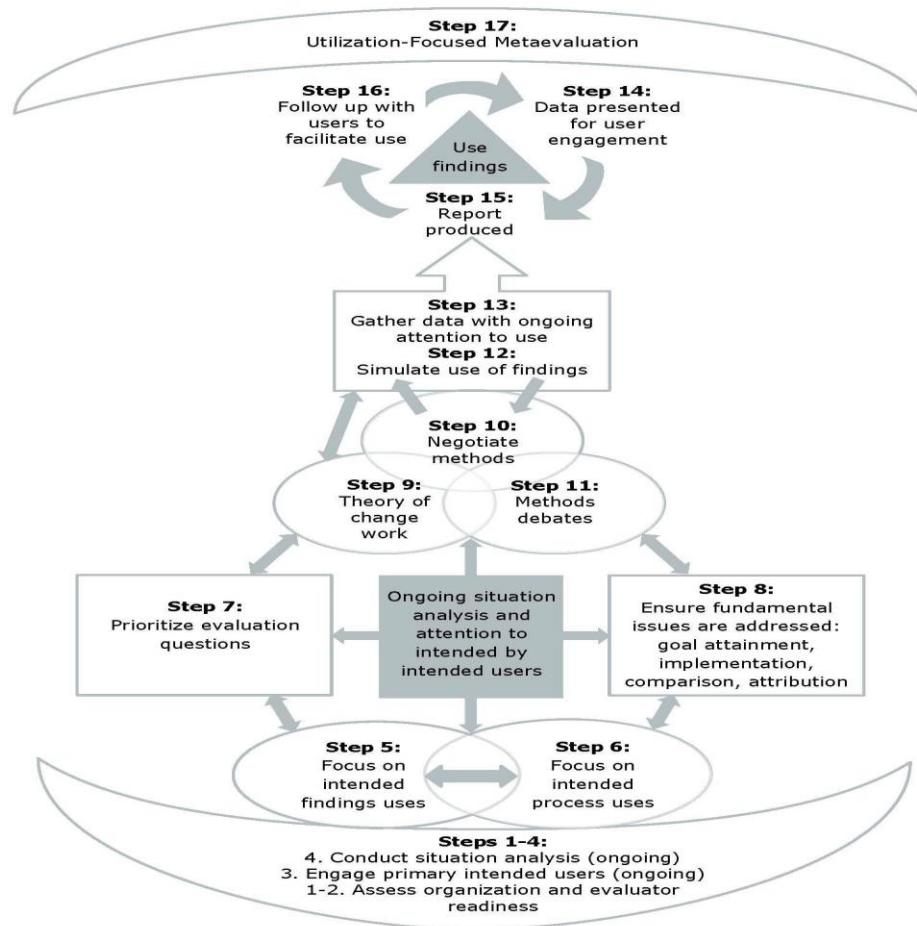 Step 17:
Utilization-Focused Metaevaluation
Step 16:
Follow up with
users to
facilitate use
Step 14:
Data presented
for user
engagement
Use
findings
Step 15:
Report
produced
Step 13:
Gather data with ongoing
attention to use
Step 12:
Simulate use of findings
Step 10:
Negotiate
methods
Step 9:
Theory of
change
work
Step 11:
Methods
debates
Step 7:
Prioritize evaluation
questions
Ongoing situation
analysis and
attention to
intended by
intended users
Step 8:
Ensure fundamental
issues are addressed:
goal attainment,
implementation,
comparison, attribution
Step 5:
Focus on
intended
findings uses
Step 6:
Focus on
intended
process uses
Steps 1-4:
4. Conduct situation analysis (ongoing)
3. Engage primary intended users (ongoing)
1-2. Assess organization and evaluator
readiness